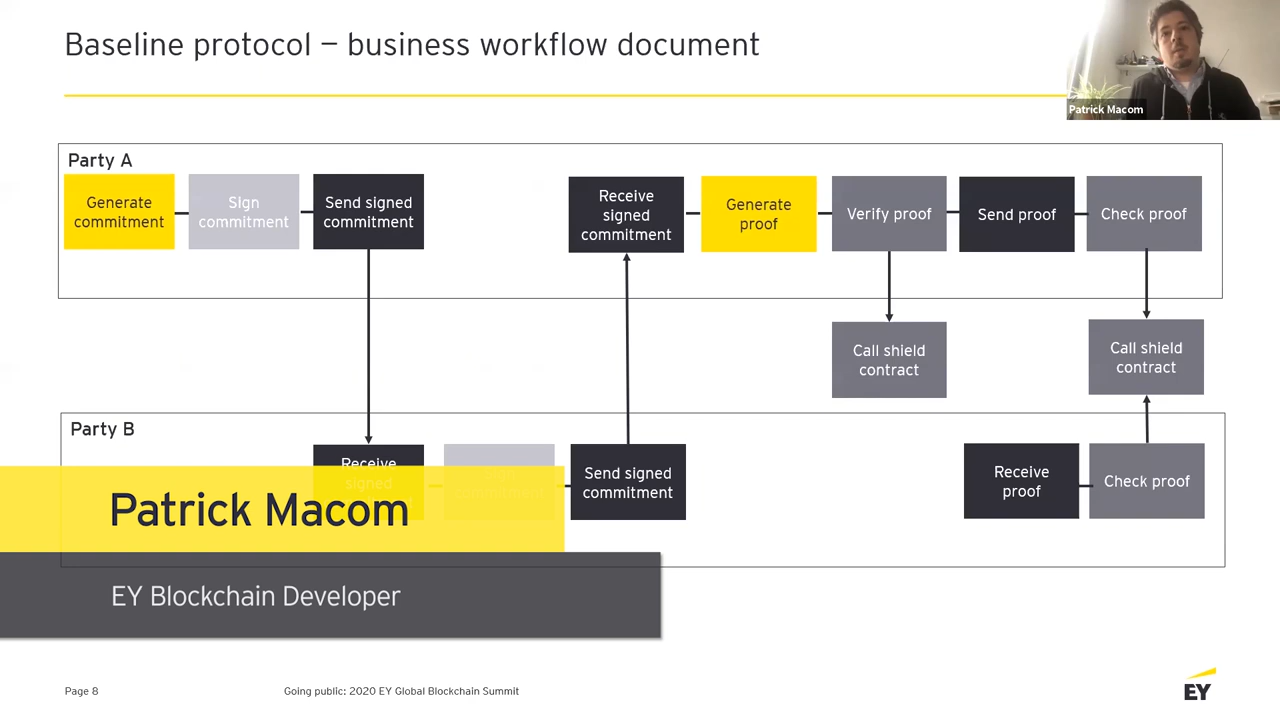 Baseline protocol – business workflow document
Patrick Macom
Party A
Generate
commitment
Sign
commitment
Send signed
commitment
Receive
signed
commitment
Generate
proof
Verify proof
Send proof
Check proof
Call shield
contract
Call shield
contract
Party B
Receive
signed
Send signed
commitment
Receive
proof
Check proof
Patrick Macom
EY Blockchain Developer
Page 8
Going public: 2020 EY Global Blockchain Summit
EY